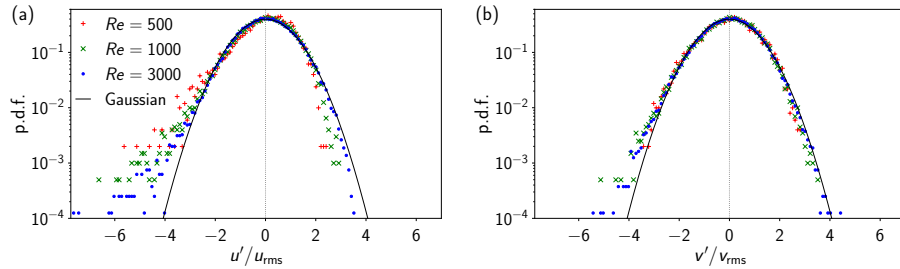 (a)
Re = 500
Re = 1000
Re = 3000
Gaussian
p.d.f.
10⁻¹
10⁻²
10⁻³
10⁻⁴
−6 −4 −2 0 2 4 6
u′/u_rms
(b)
p.d.f.
10⁻¹
10⁻²
10⁻³
10⁻⁴
−6 −4 −2 0 2 4 6
v′/v_rms